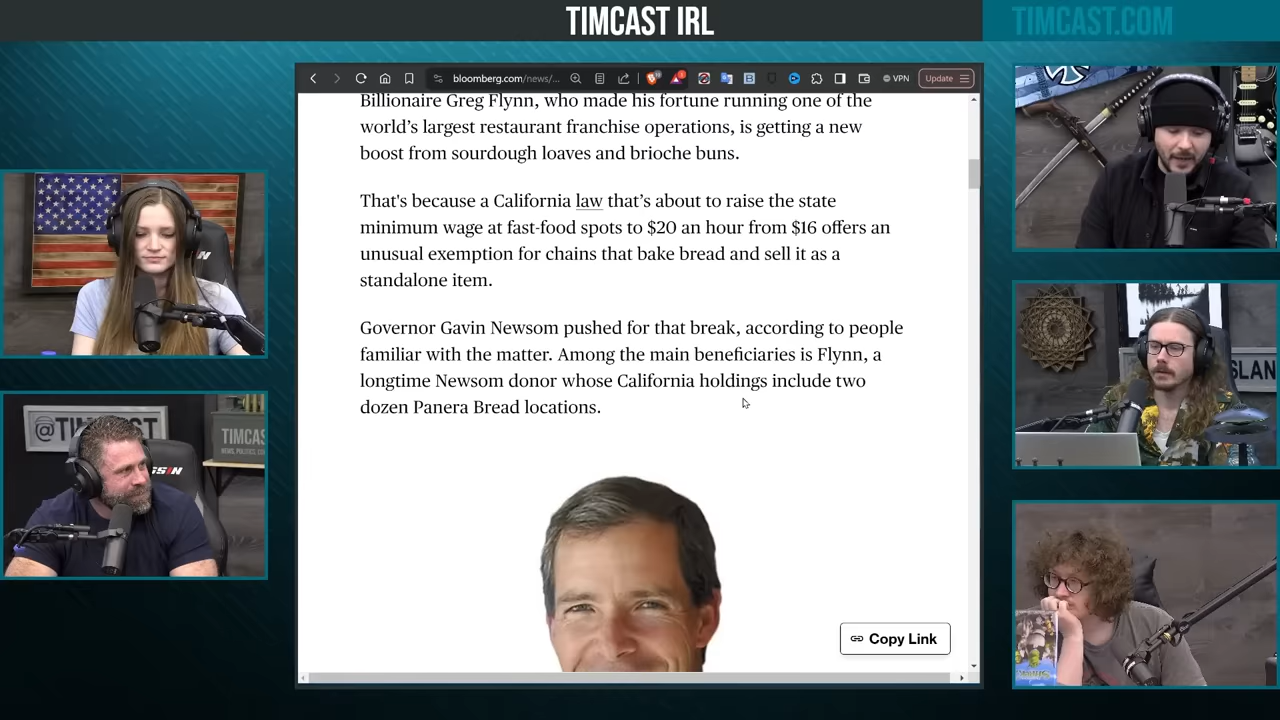 TIMCAST IRL
TIMCAST.COM
bloomberg.com/news/...
VPN
Update
Billionaire Greg Flynn, who made his fortune running one of the
world's largest restaurant franchise operations, is getting a new
boost from sourdough loaves and brioche buns.
That's because a California law that's about to raise the state
minimum wage at fast-food spots to $20 an hour from $16 offers an
unusual exemption for chains that bake bread and sell it as a
standalone item.
Governor Gavin Newsom pushed for that break, according to people
familiar with the matter. Among the main beneficiaries is Flynn, a
longtime Newsom donor whose California holdings include two
dozen Panera Bread locations.
Copy Link
@TIM
TIMCAST
SSIN
SLAN